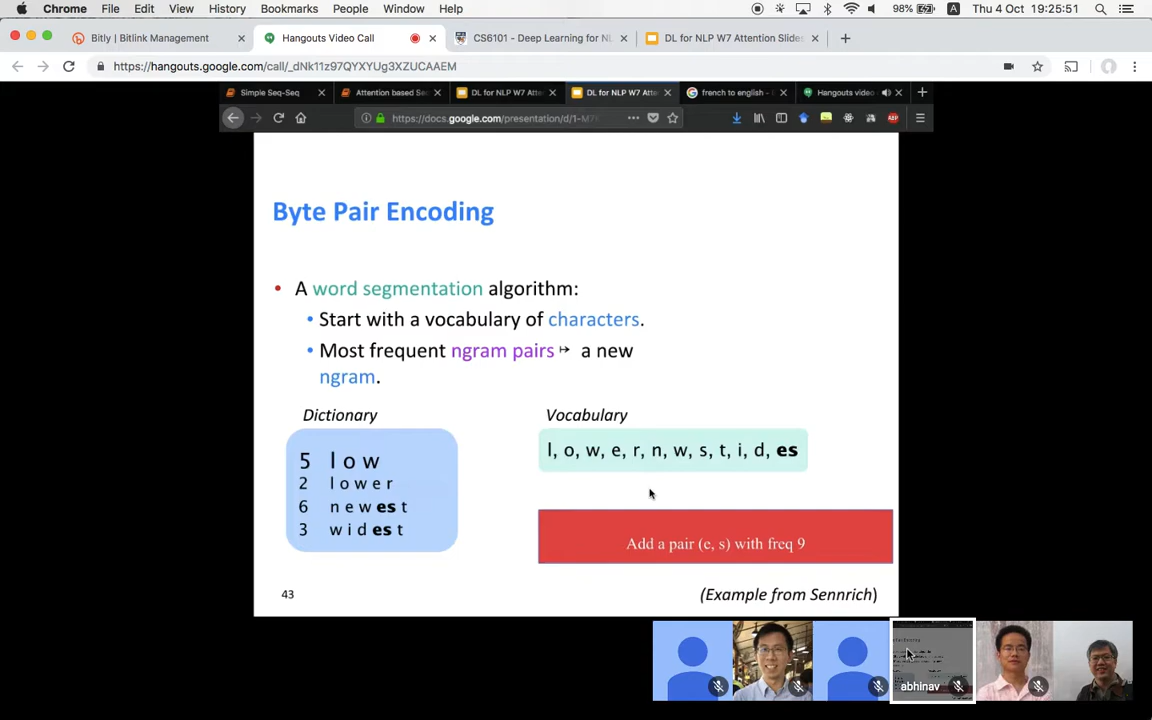 Chrome File Edit View History Bookmarks People Window Help 98% A Thu 4 Oct 19:25:51
Bitly | Bitlink Management Hangouts Video Call CS6101 - Deep Learning for NL DL for NLP W7 Attention Slides
https://hangouts.google.com/call/_dNk11z97QYXYUg3XZUCAAEM
Simple Seq-Seq Attention based Se DL for NLP W7 Atte DL for NLP W7 Atte french to english - Hangouts video
https://docs.google.com/presentation/d/1-M7
Byte Pair Encoding
• A word segmentation algorithm:
• Start with a vocabulary of characters.
• Most frequent ngram pairs ↦ a new
ngram.
Dictionary
5 l o w
2 l o w e r
6 n e w es t
3 w i d es t
Vocabulary
l, o, w, e, r, n, w, s, t, i, d, es
Add a pair (e, s) with freq 9
43
(Example from Sennrich)
abhinav